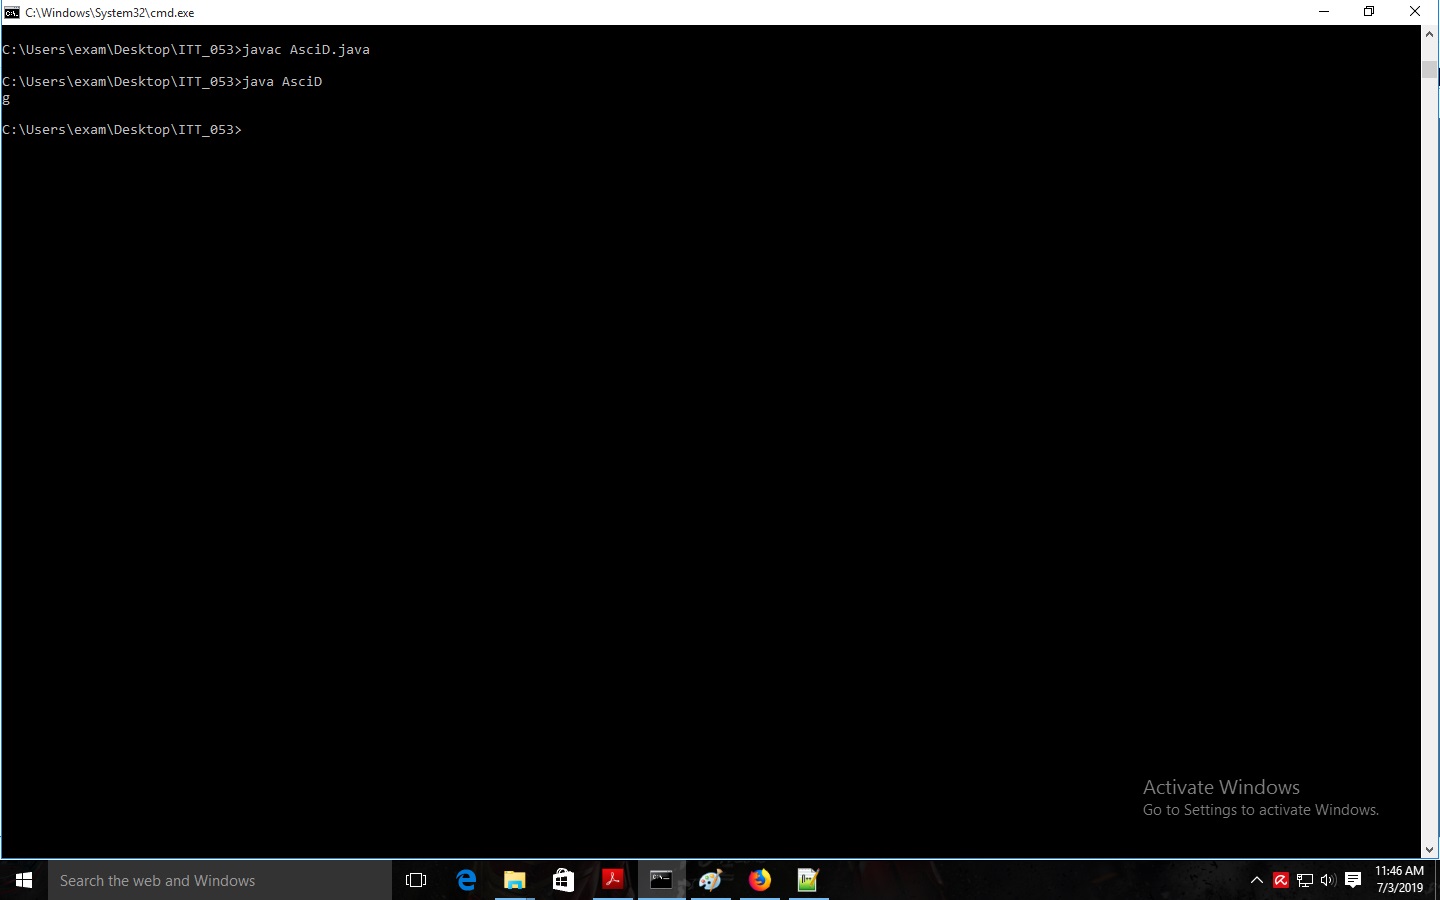 C:\Windows\System32\cmd.exe
C:\Users\exam\Desktop\ITT_053>javac AsciD.java
C:\Users\exam\Desktop\ITT_053>java AsciD
g
C:\Users\exam\Desktop\ITT_053>
Activate Windows
Go to Settings to activate Windows.
Search the web and Windows
11:46 AM
7/3/2019